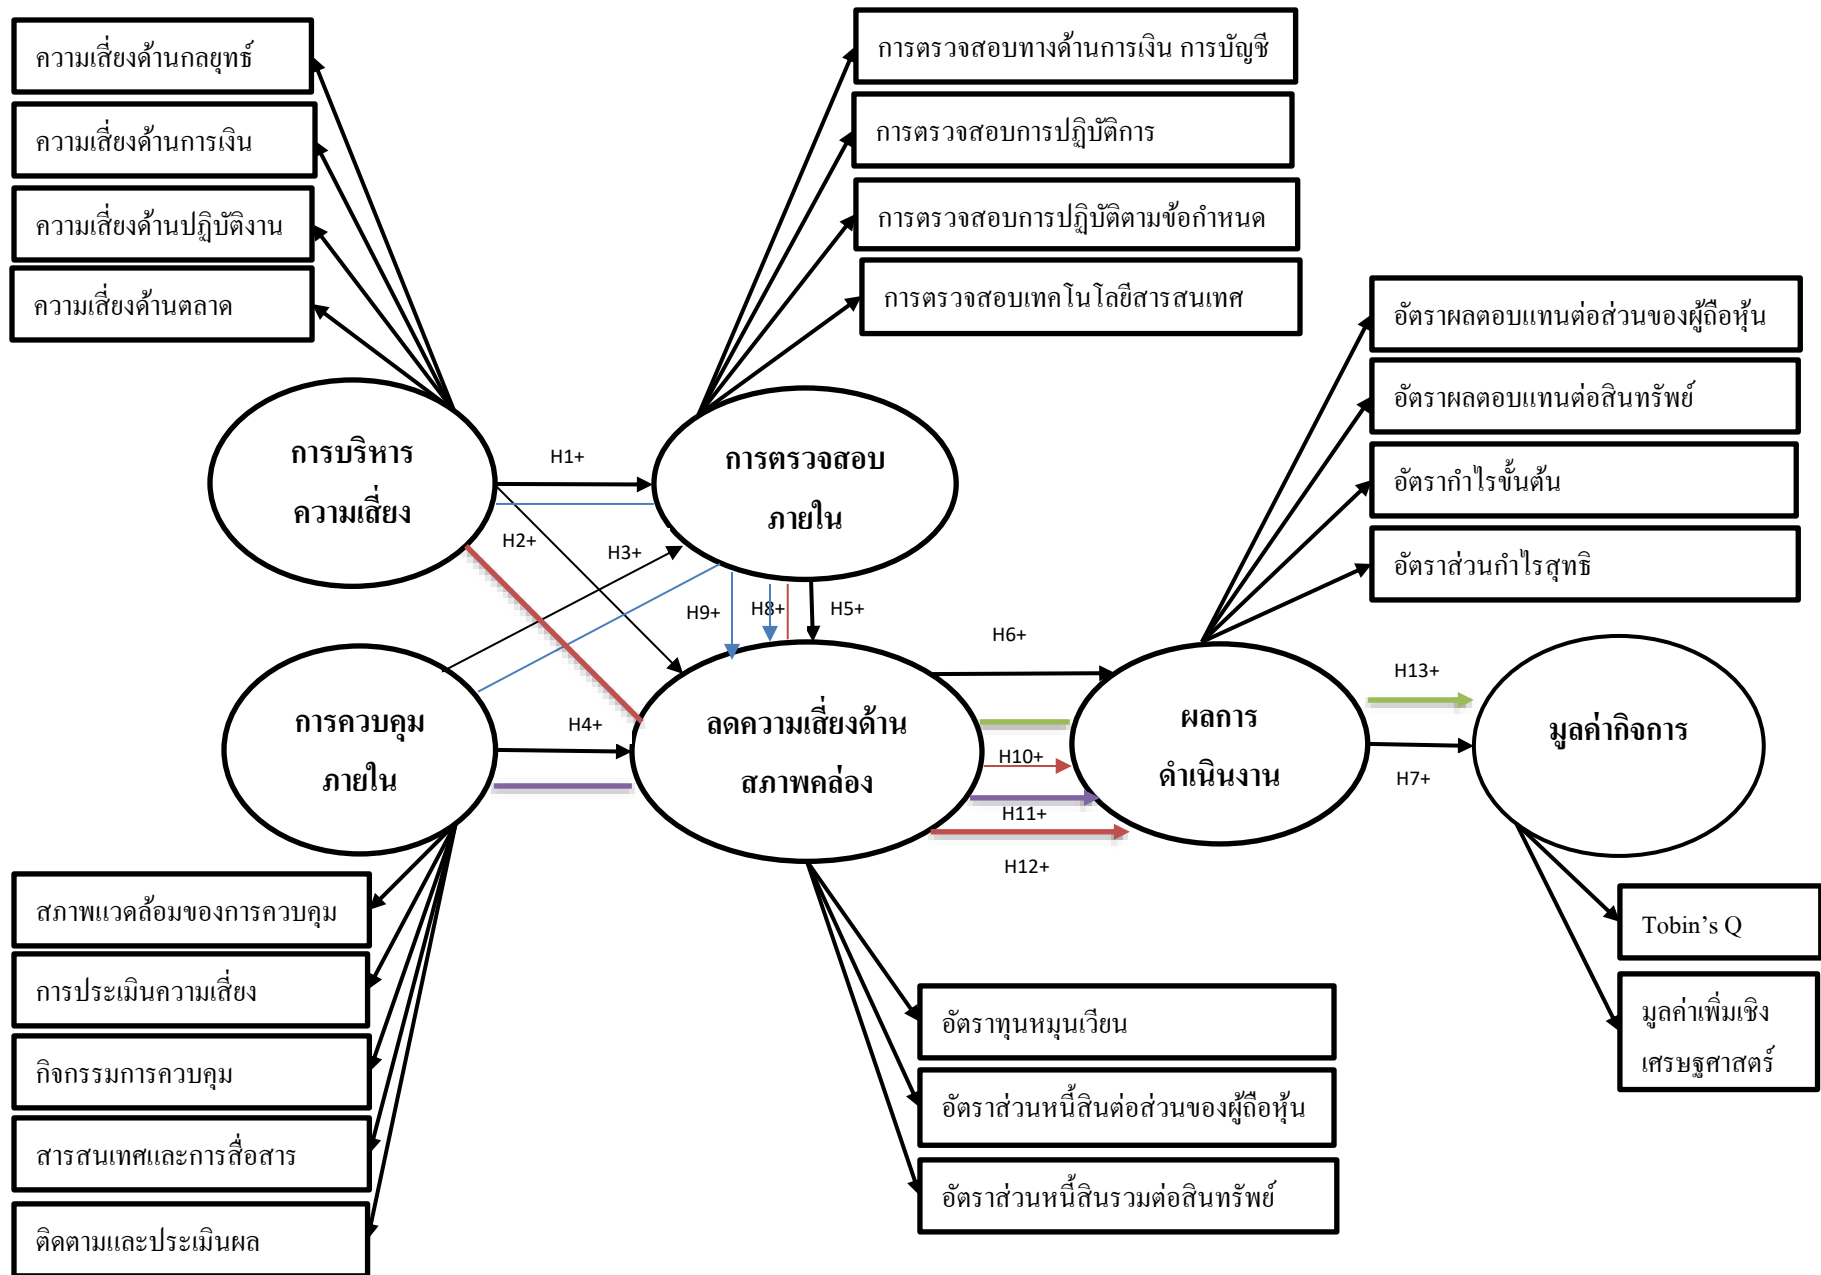 ความเสี่ยงด้านกลยุทธ์
ความเสี่ยงด้านการเงิน
ความเสี่ยงด้านปฏิบัติงาน
ความเสี่ยงด้านตลาด
การตรวจสอบทางด้านการเงิน การบัญชี
การตรวจสอบการปฏิบัติการ
การตรวจสอบการปฏิบัติตามข้อกำหนด
การตรวจสอบเทคโนโลยีสารสนเทศ
อัตราผลตอบแทนต่อส่วนของผู้ถือหุ้น
อัตราผลตอบแทนต่อสินทรัพย์
อัตรากำไรขั้นต้น
อัตราส่วนกำไรสุทธิ
การบริหาร
ความเสี่ยง
H1+
การตรวจสอบ
ภายใน
H2+
H3+
H9+
H8+
H5+
H6+
การควบคุม
ภายใน
H4+
ลดความเสี่ยงด้าน
สภาพคล่อง
H10+
H11+
H12+
ผลการ
ดำเนินงาน
H13+
H7+
มูลค่ากิจการ
สภาพแวดล้อมของการควบคุม
การประเมินความเสี่ยง
กิจกรรมการควบคุม
สารสนเทศและการสื่อสาร
ติดตามและประเมินผล
อัตราทุนหมุนเวียน
อัตราส่วนหนี้สินต่อส่วนของผู้ถือหุ้น
อัตราส่วนหนี้สินรวมต่อสินทรัพย์
Tobin’s Q
มูลค่าเพิ่มเชิง
เศรษฐศาสตร์